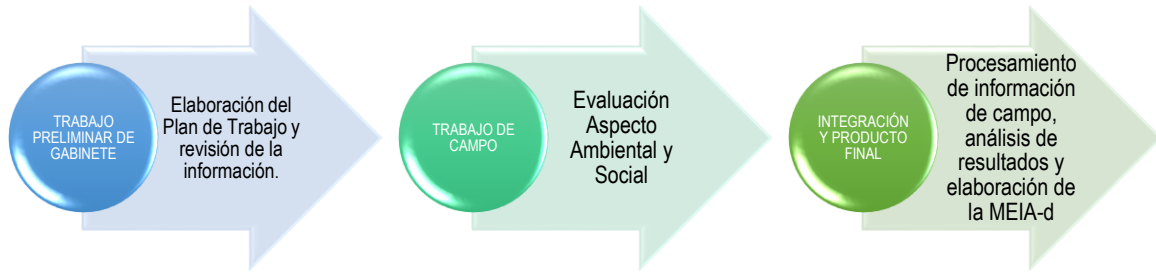 TRABAJO
PRELIMINAR DE
GABINETE
Elaboración del
Plan de Trabajo y
revisión de la
información.
TRABAJO DE
CAMPO
Evaluación
Aspecto
Ambiental y
Social
INTEGRACIÓN
Y PRODUCTO
FINAL
Procesamiento
de información
de campo,
análisis de
resultados y
elaboración de
la MEIA-d